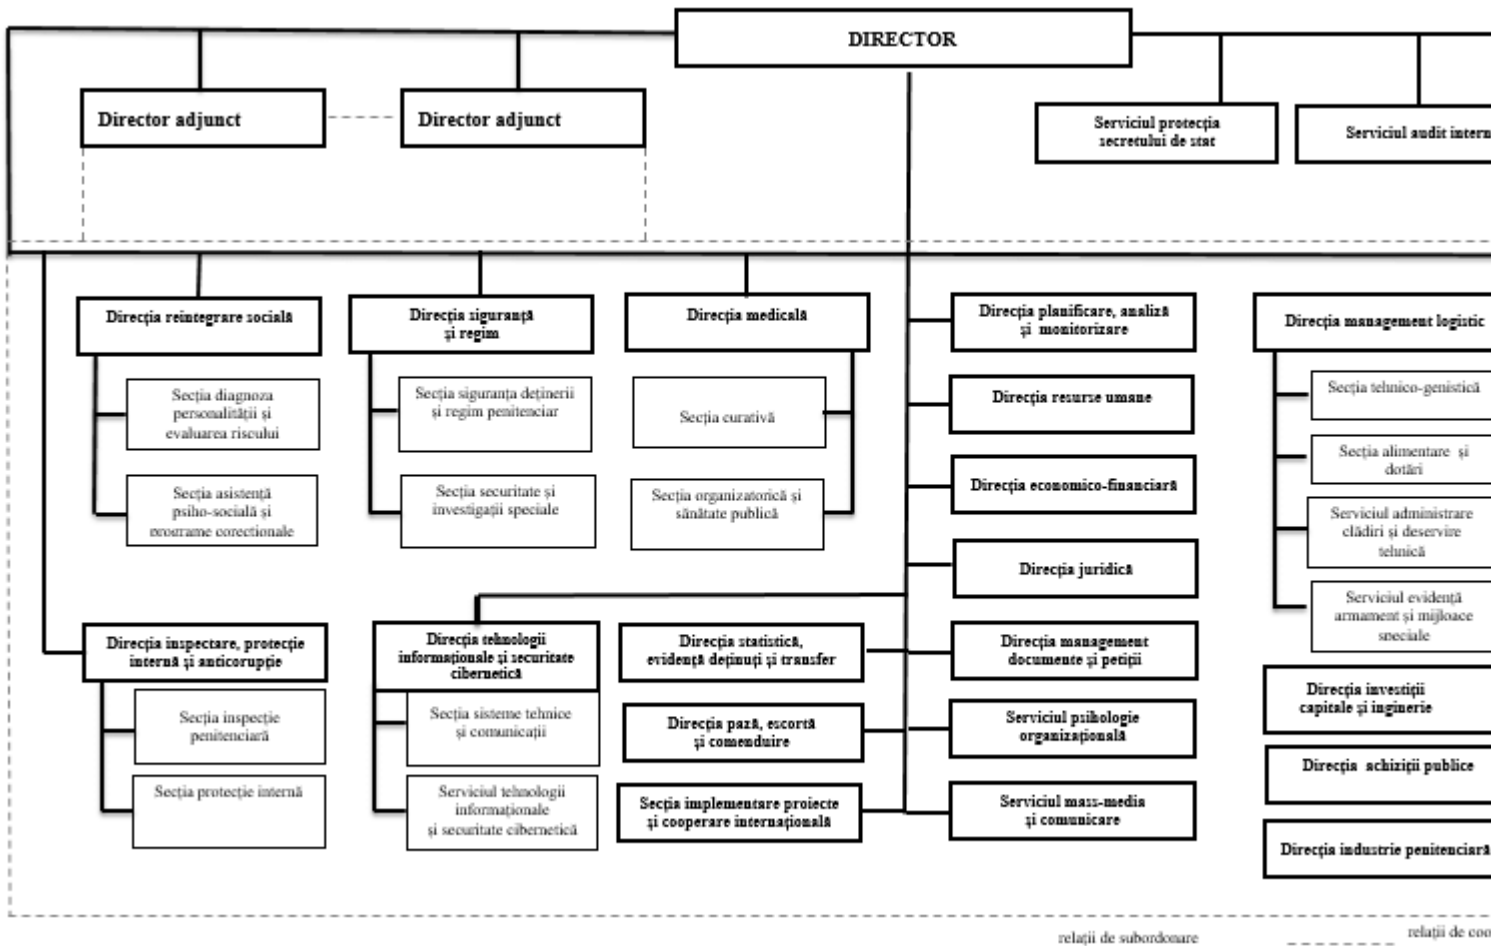 DIRECTOR
Director adjunct
Director adjunct
Serviciul protecția
secretului de stat
Serviciul audit intern
Direcția reintegrare socială
Direcția siguranță
și regim
Direcția medicală
Direcția planificare, analiză
și monitorizare
Direcția management logistic
Secția diagnoza
personalității și
evaluarea riscului
Secția siguranța deținerii
și regim penitenciar
Secția curativă
Direcția resurse umane
Secția tehnico-genistică
Secția alimentare și
dotări
Secția asistență
psiho-socială și
programe corectionale
Secția securitate și
investigații speciale
Secția organizatorică și
sănătate publică
Direcția economico-financiară
Serviciul administrare
clădiri și deservire
tehnică
Direcția juridică
Serviciul evidență
armament și mijloace
speciale
Direcția inspectare, protecție
internă și anticorupție
Direcția tehnologii
informaționale și securitate
cibernetică
Direcția statistică,
evidență deținuți și transfer
Direcția management
documente și petiții
Secția inspecție
penitenciară
Secția sisteme tehnice
și comunicații
Direcția pază, escortă
și comenduire
Serviciul psihologie
organizațională
Direcția investiții
capitale și inginerie
Direcția achiziții publice
Secția protecție internă
Serviciul tehnologii
informaționale
și securitate cibernetică
Secția implementare proiecte
și cooperare internațională
Serviciul mass-media
și comunicare
Direcția industrie penitenciară
relații de subordonare
relații de coo